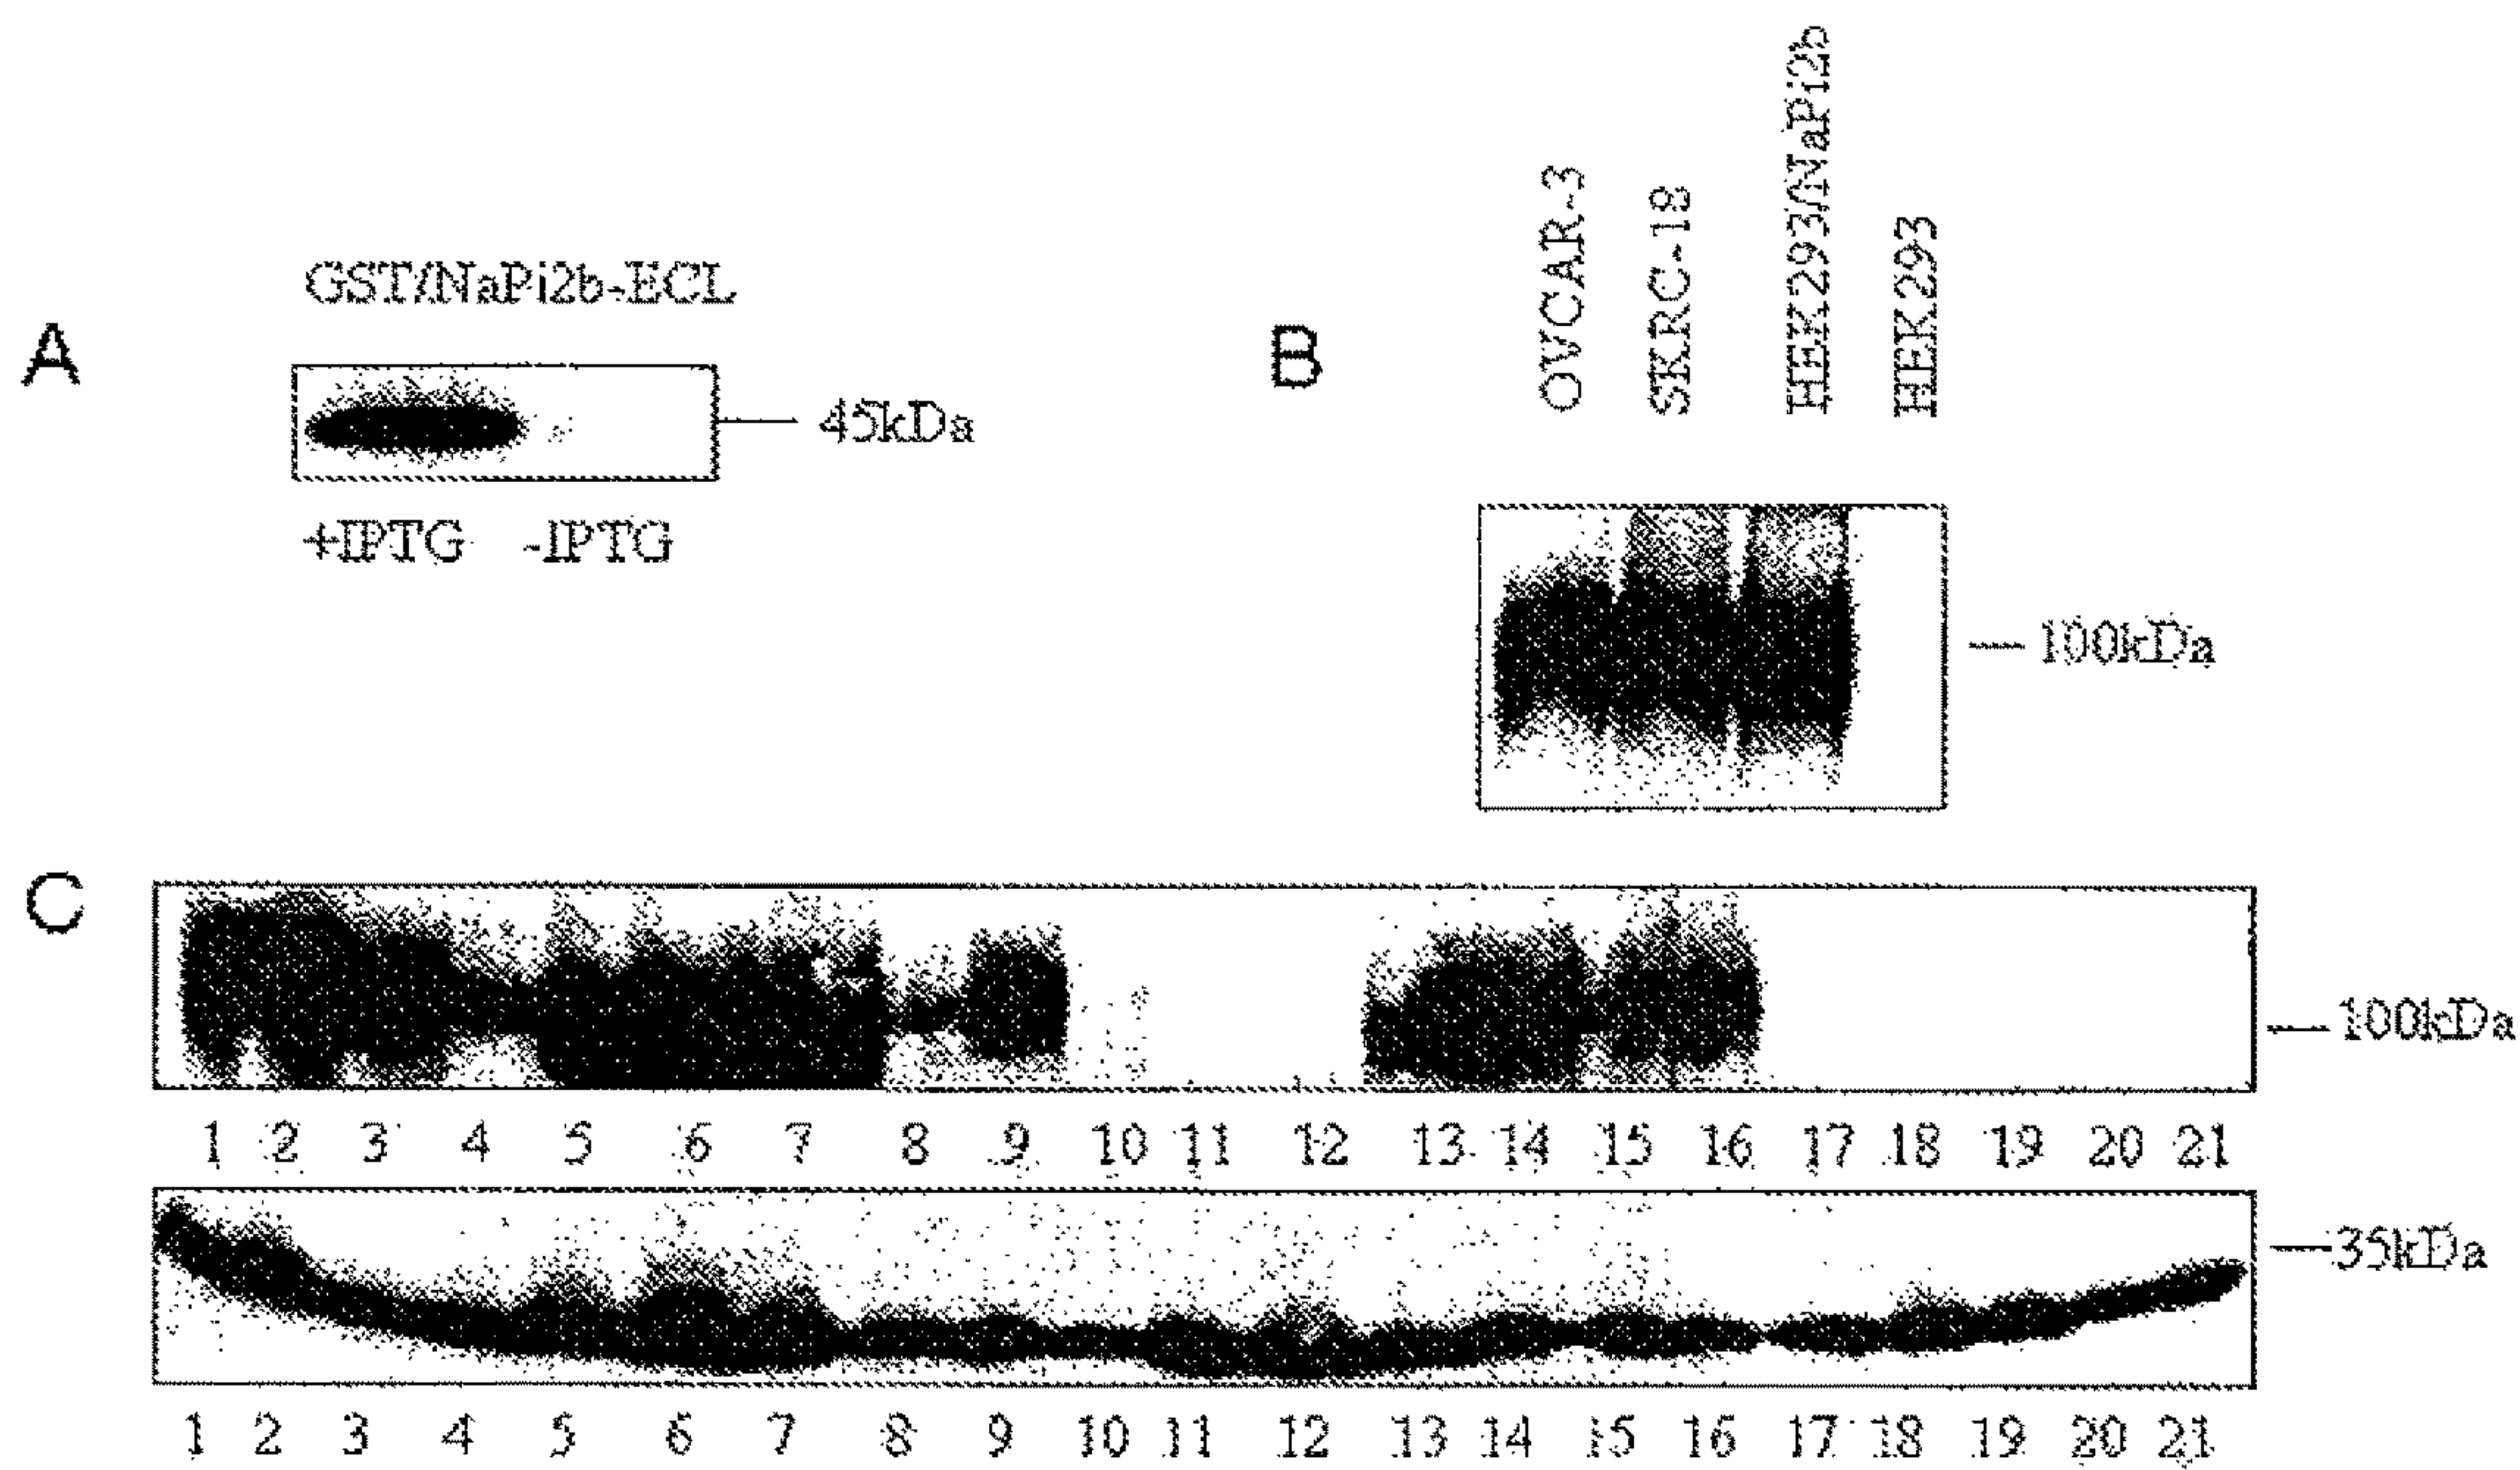 A
GST/NaPi2b-ECL
45kDa
+IPTG -IPTG
B
OVCAR-3
SKRC-18
HEK293/NaPi2b
HEK293
100kDa
C
100kDa
1 2 3 4 5 6 7 8 9 10 11 12 13 14 15 16 17 18 19 20 21
35kDa
1 2 3 4 5 6 7 8 9 10 11 12 13 14 15 16 17 18 19 20 21